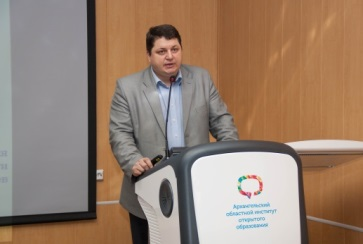 Архангельский
областной институт
открытого
образования